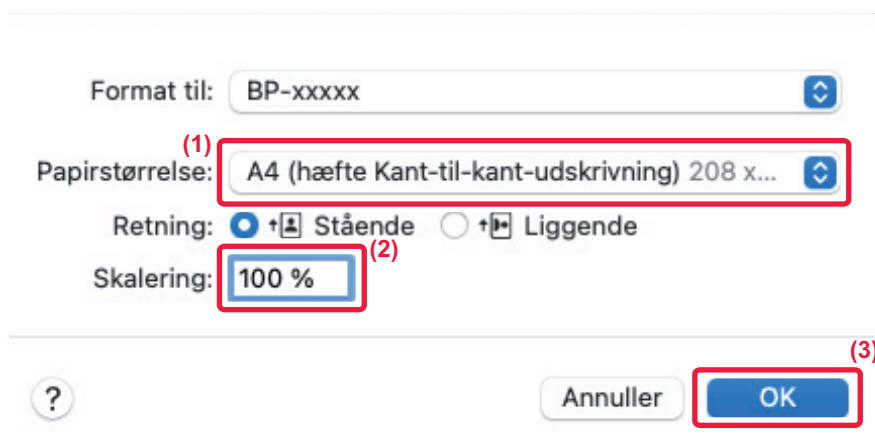 Format til: BP-xxxxx
(1)
Papirstørrelse: A4 (hæfte Kant-til-kant-udskrivning) 208 x...
Retning: Stående Liggende
(2)
Skalering: 100 %
(3)
? Annuller OK